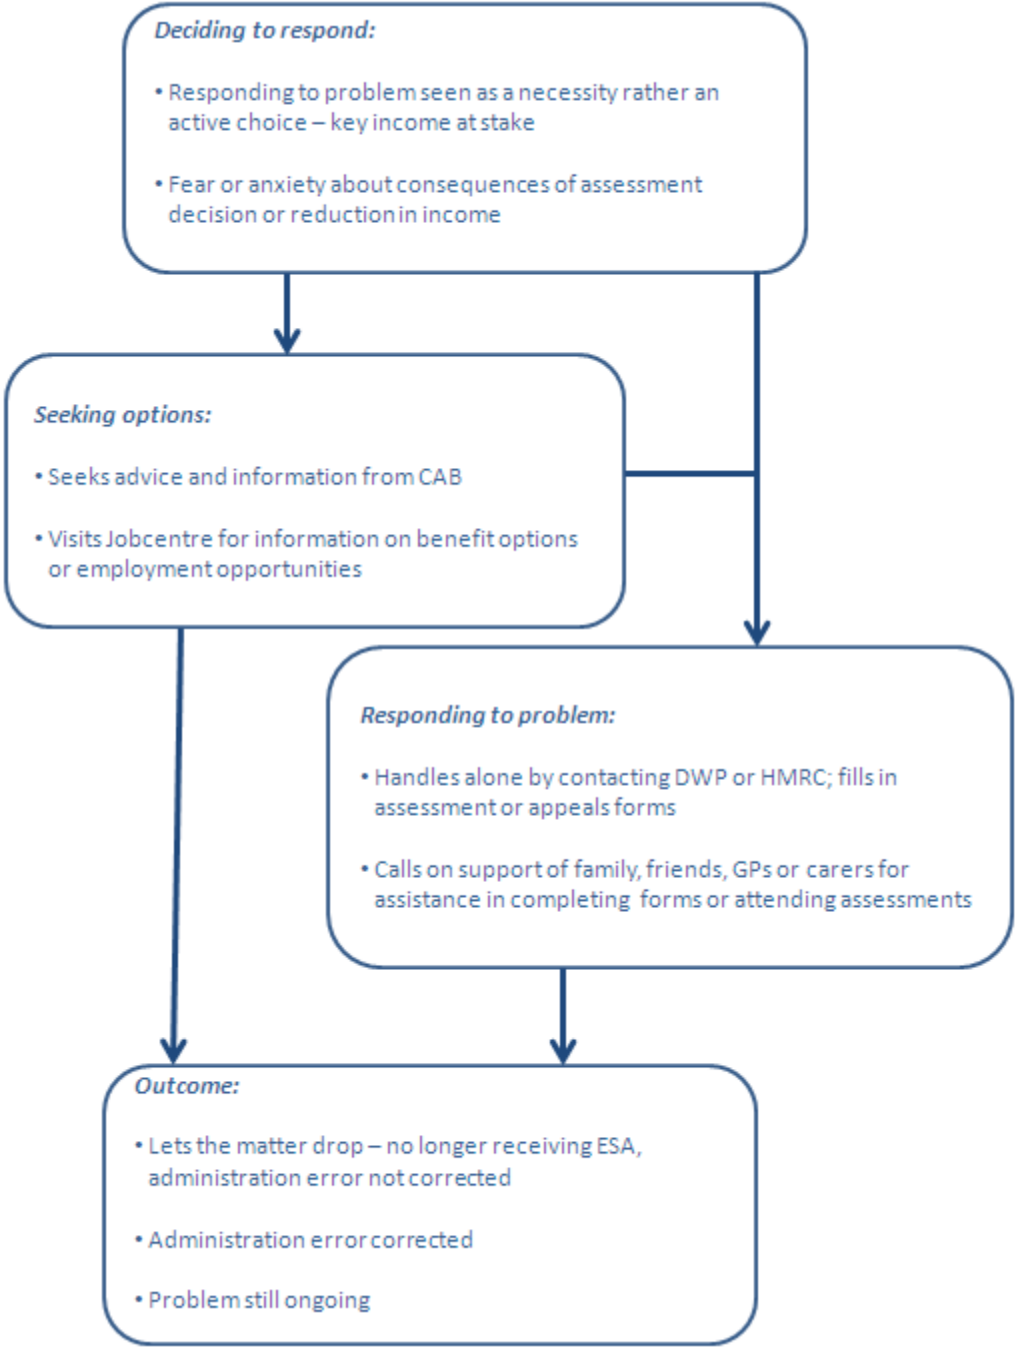 Deciding to respond:
• Responding to problem seen as a necessity rather an
active choice – key income at stake
• Fear or anxiety about consequences of assessment
decision or reduction in income
Seeking options:
• Seeks advice and information from CAB
• Visits Jobcentre for information on benefit options
or employment opportunities
Responding to problem:
• Handles alone by contacting DWP or HMRC; fills in
assessment or appeals forms
• Calls on support of family, friends, GPs or carers for
assistance in completing forms or attending assessments
Outcome:
• Lets the matter drop – no longer receiving ESA,
administration error not corrected
• Administration error corrected
• Problem still ongoing